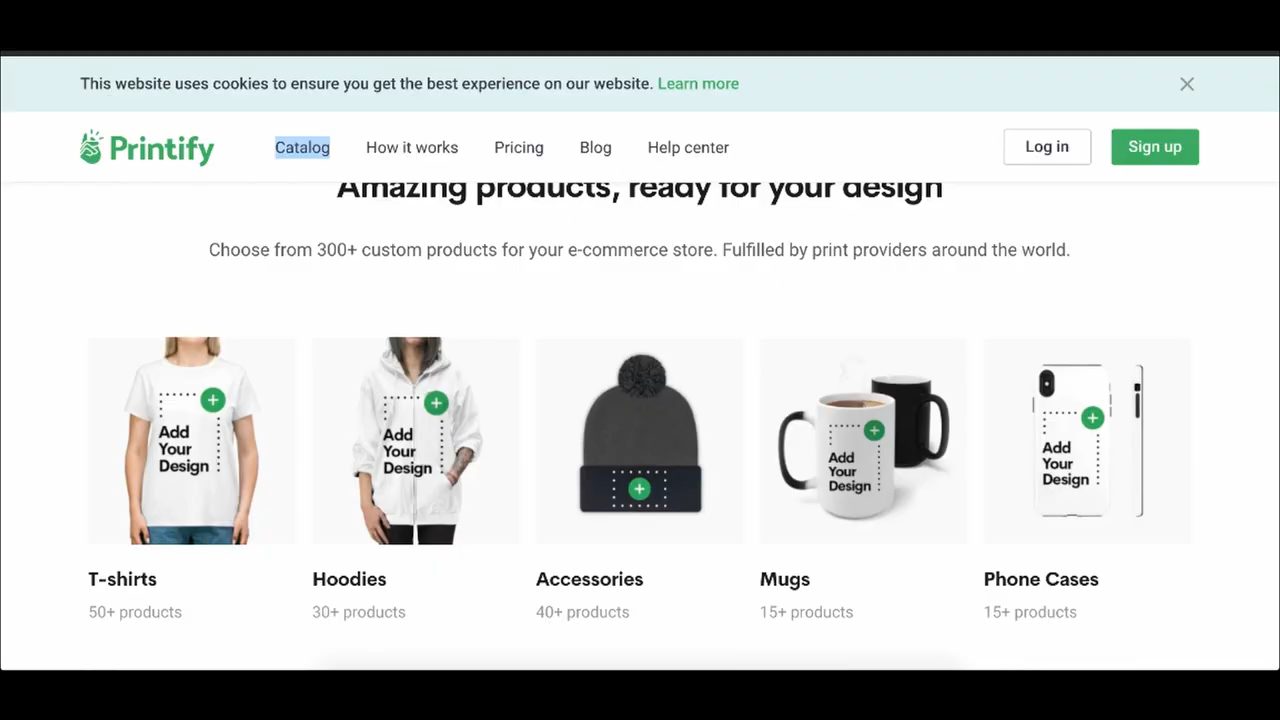 This website uses cookies to ensure you get the best experience on our website. Learn more
Printify
Catalog
How it works
Pricing
Blog
Help center
Log in
Sign up
Amazing products, ready for your design
Choose from 300+ custom products for your e-commerce store. Fulfilled by print providers around the world.
Add
Your
Design
Add
Your
Design
Add
Your
Design
Add
Your
Design
T-shirts
50+ products
Hoodies
30+ products
Accessories
40+ products
Mugs
15+ products
Phone Cases
15+ products